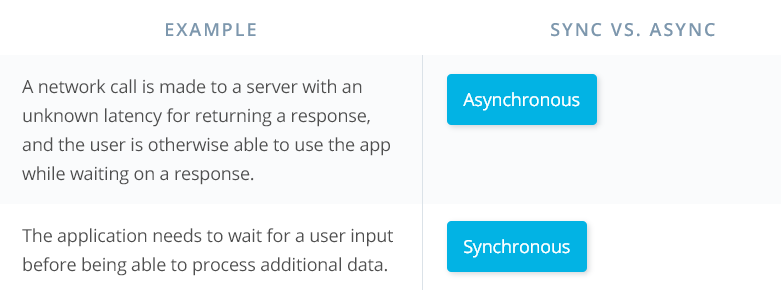 EXAMPLE
SYNC VS. ASYNC
A network call is made to a server with an
unknown latency for returning a response,
and the user is otherwise able to use the app
while waiting on a response.
Asynchronous
The application needs to wait for a user input
before being able to process additional data.
Synchronous